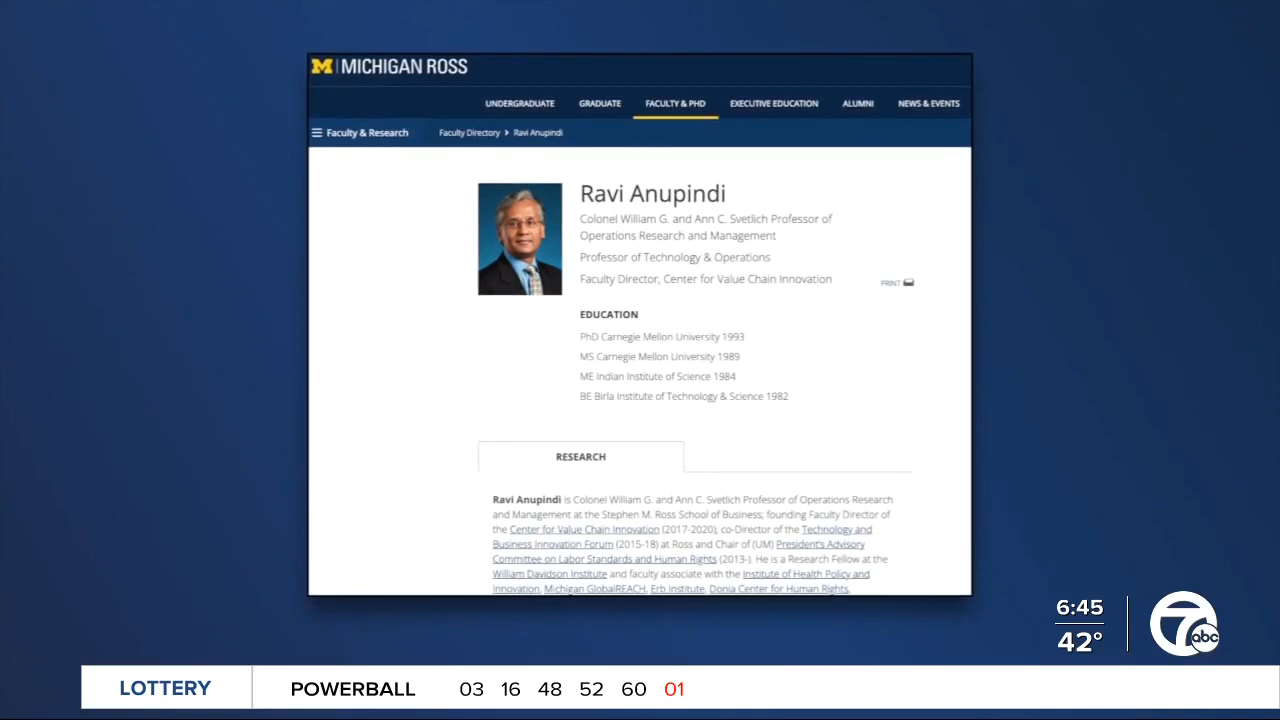 M | MICHIGAN ROSS
UNDERGRADUATE GRADUATE FACULTY & PHD EXECUTIVE EDUCATION ALUMNI NEWS & EVENTS
Faculty & Research Faculty Directory > Ravi Anupindi
Ravi Anupindi
Colonel William G. and Ann C. Svetlich Professor of
Operations Research and Management
Professor of Technology & Operations
Faculty Director, Center for Value Chain Innovation
PRINT
EDUCATION
PhD Carnegie Mellon University 1993
MS Carnegie Mellon University 1989
ME Indian Institute of Science 1984
BE Birla Institute of Technology & Science 1982
RESEARCH
Ravi Anupindi is Colonel William G. and Ann C. Svetlich Professor of Operations Research
and Management at the Stephen M. Ross School of Business; founding Faculty Director of
the Center for Value Chain Innovation (2017-2020); co-Director of the Technology and
Business Innovation Forum (2015-18) at Ross and Chair of (UM) President's Advisory
Committee on Labor Standards and Human Rights (2013-). He is a Research Fellow at the
William Davidson Institute and faculty associate with the Institute of Health Policy and
Innovation, Michigan GlobalREACH, Erb Institute, Donia Center for Human Rights,
6:45
42°
7 abc
LOTTERY POWERBALL 03 16 48 52 60 01